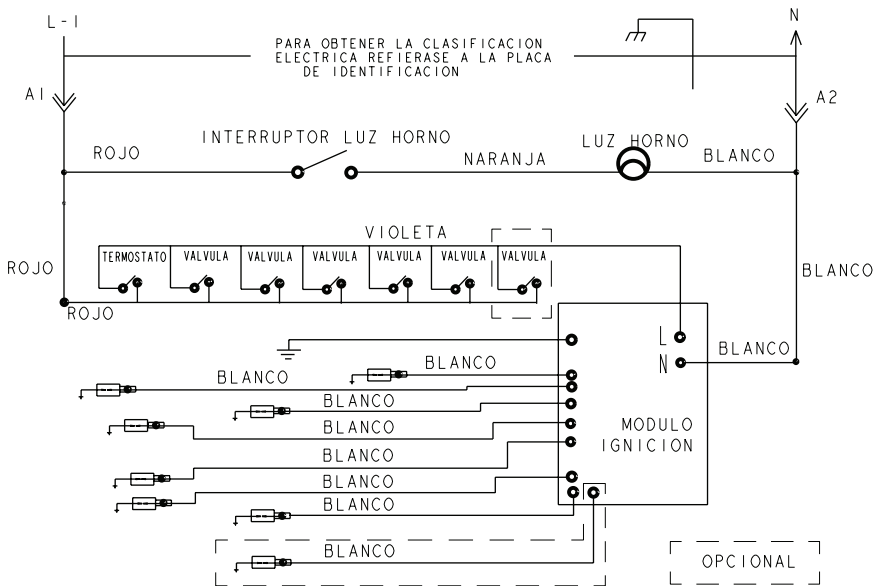 L-1
N
PARA OBTENER LA CLASIFICACION
ELECTRICA REFIERASE A LA PLACA
DE IDENTIFICACION
A1
A2
INTERRUPTOR LUZ HORNO
LUZ HORNO
ROJO
NARANJA
BLANCO
VIOLETA
TERMOSTATO
VALVULA
VALVULA
VALVULA
VALVULA
VALVULA
VALVULA
ROJO
BLANCO
ROJO
L
N
BLANCO
BLANCO
BLANCO
BLANCO
BLANCO
MODULO
IGNICION
BLANCO
BLANCO
BLANCO
BLANCO
OPCIONAL